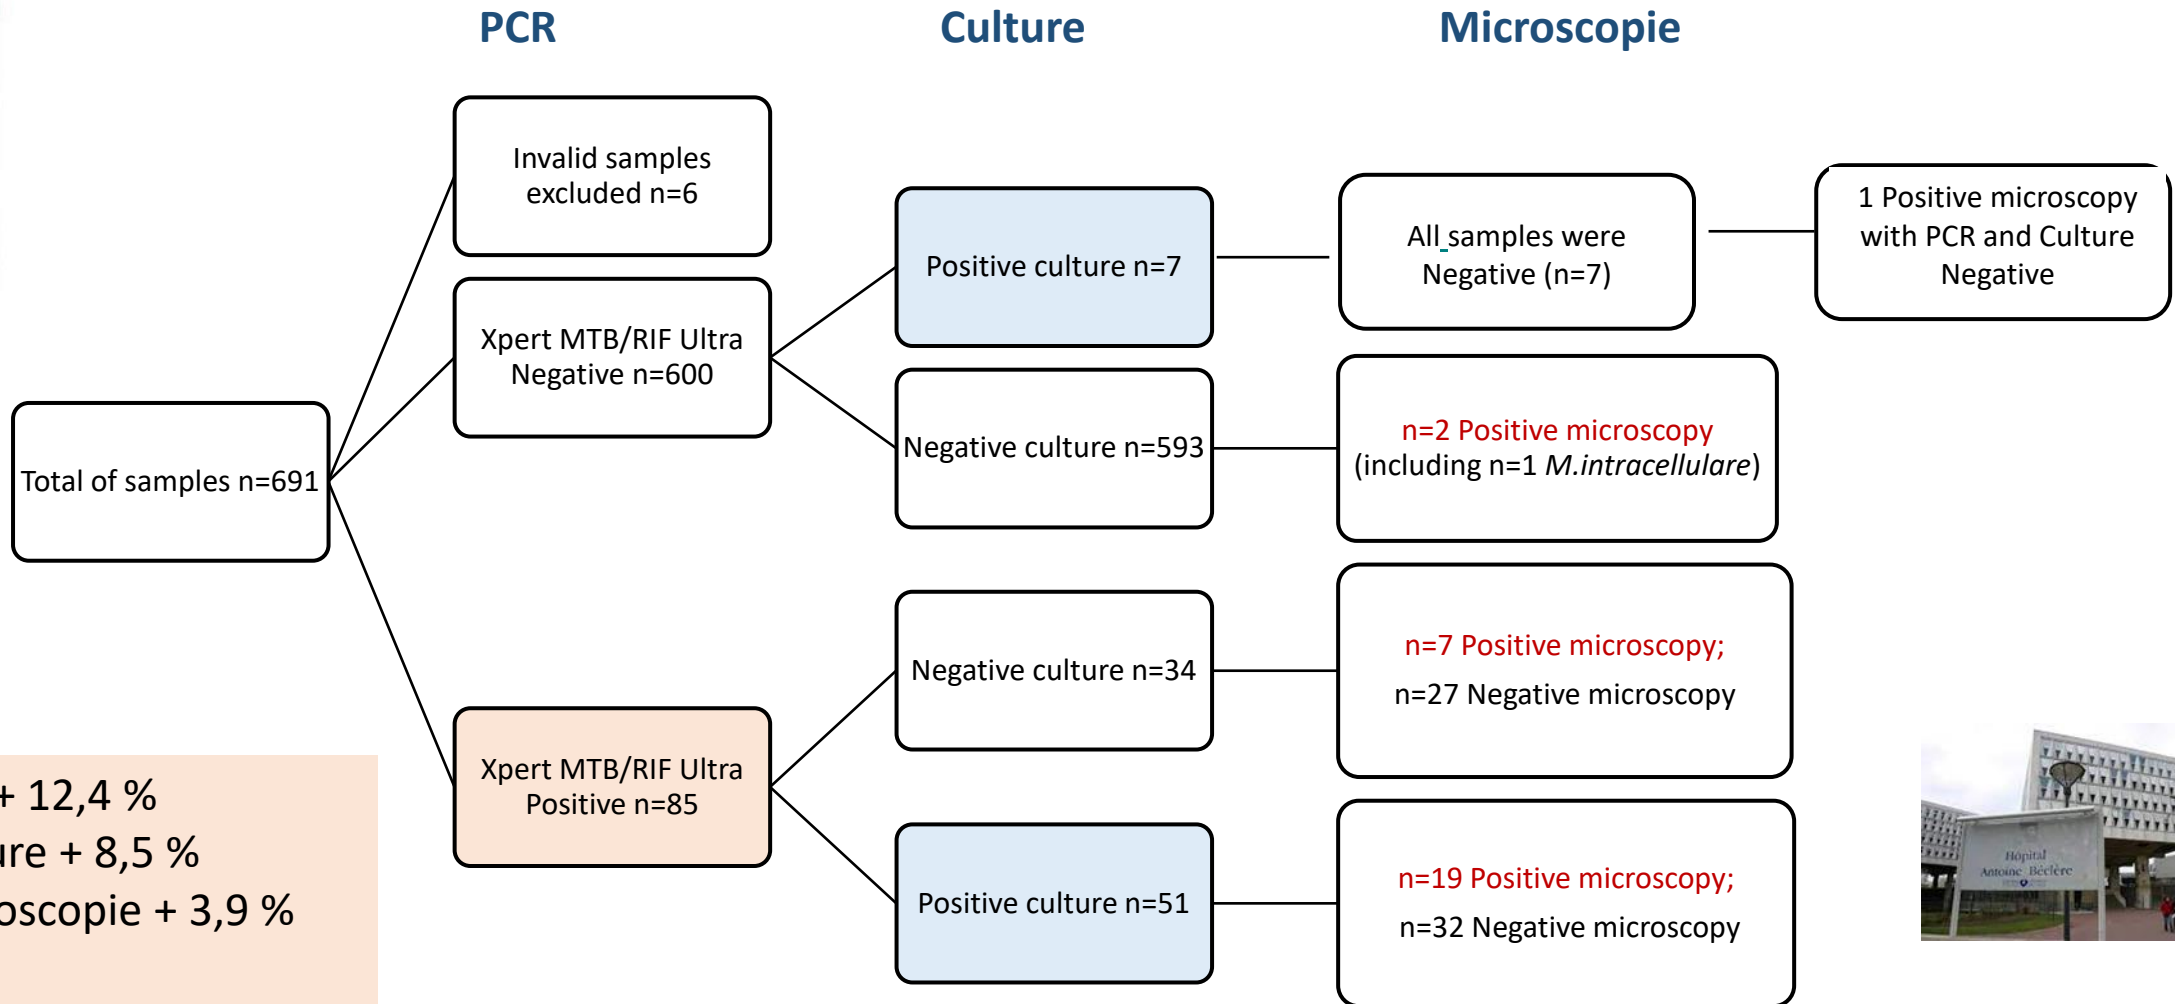 PCR
Culture
Microscopie
Invalid samples
excluded n=6
Xpert MTB/RIF Ultra
Negative n=600
Positive culture n=7
All samples were
Negative (n=7)
1 Positive microscopy
with PCR and Culture
Negative
Negative culture n=593
n=2 Positive microscopy
(including n=1 M.intracellulare)
Total of samples n=691
Negative culture n=34
n=7 Positive microscopy;
n=27 Negative microscopy
Xpert MTB/RIF Ultra
Positive n=85
Positive culture n=51
n=19 Positive microscopy;
n=32 Negative microscopy
+ 12,4 %
ure + 8,5 %
oscopie + 3,9 %
Hôpital
Antoine Béclère